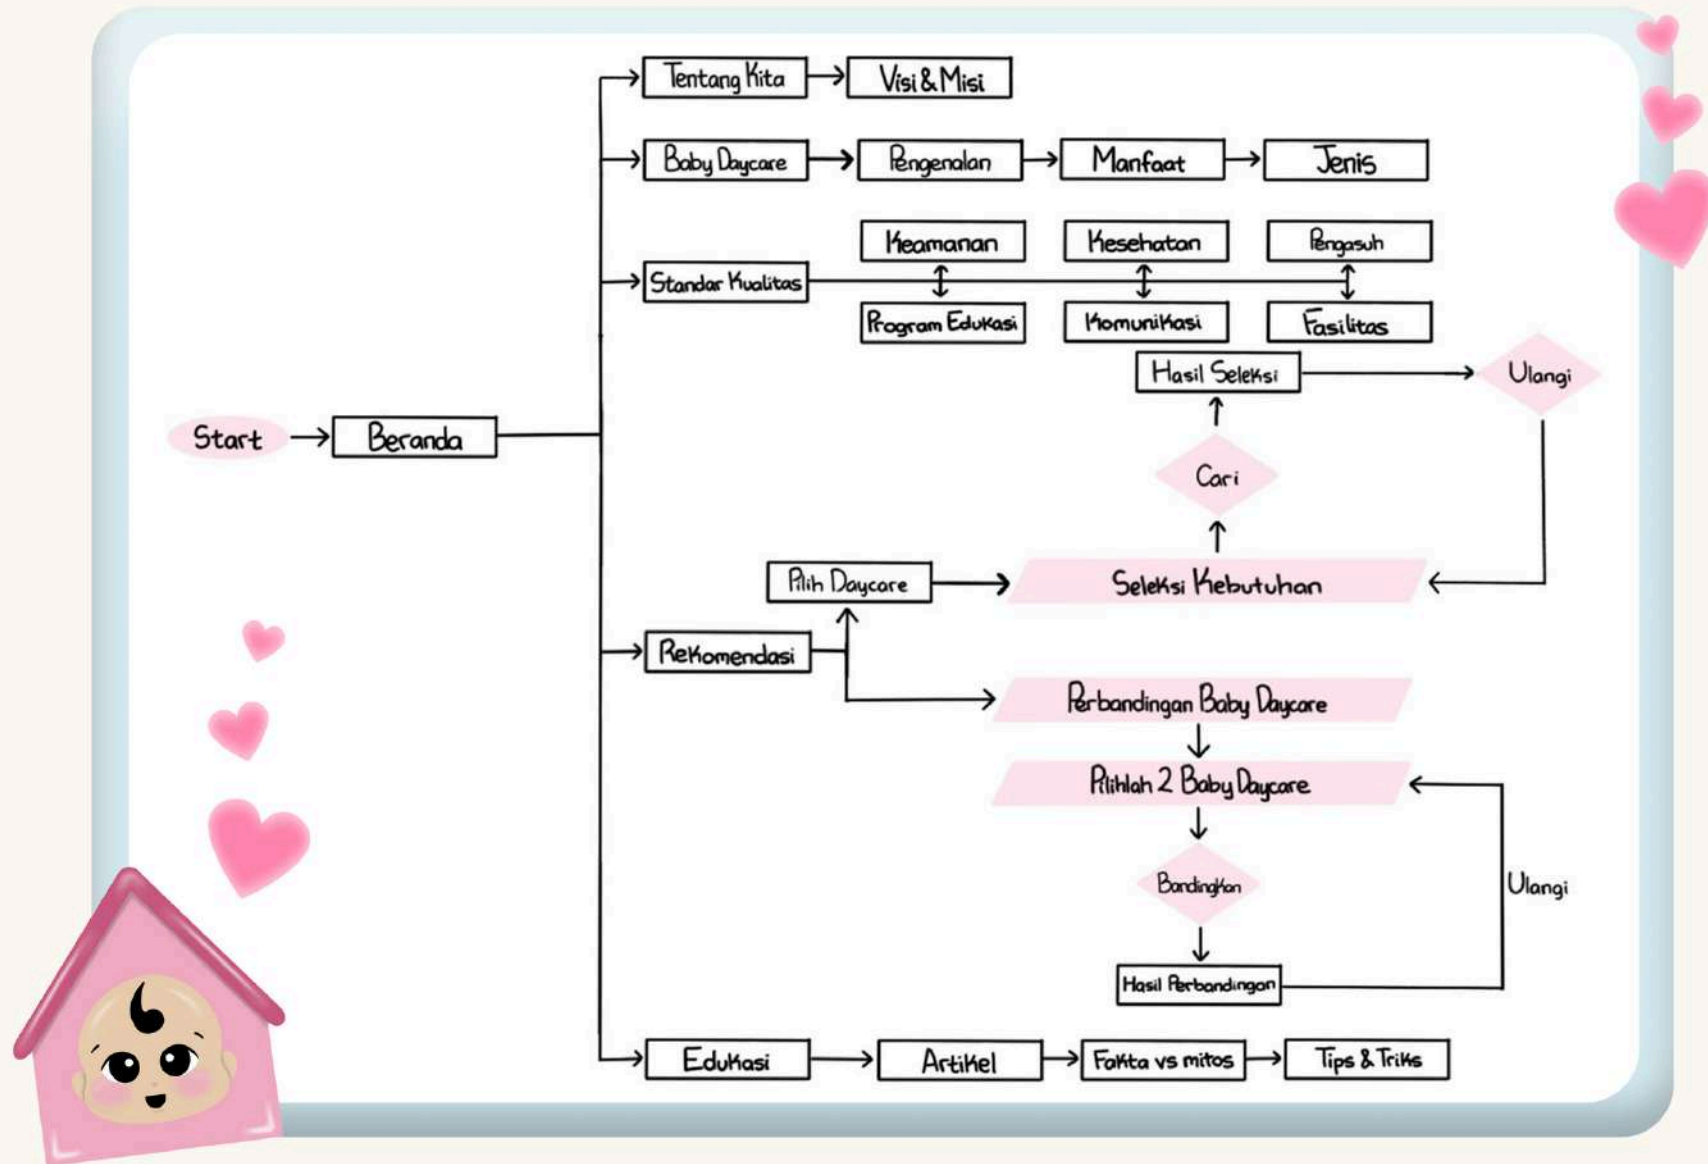 Tentang Kita
Visi & Misi
Baby Daycare
Pengenalan
Manfaat
Jenis
Keamanan
Kesehatan
Pengasuh
Standar Kualitas
Program Edukasi
Komunikasi
Fasilitas
Hasil Seleksi
Ulangi
Start
Beranda
Cari
Pilih Daycare
Seleksi Kebutuhan
Rekomendasi
Perbandingan Baby Daycare
Pilihlah 2 Baby Daycare
Bandingkan
Ulangi
Hasil Perbandingan
Edukasi
Artikel
Fakta vs mitos
Tips & Triks